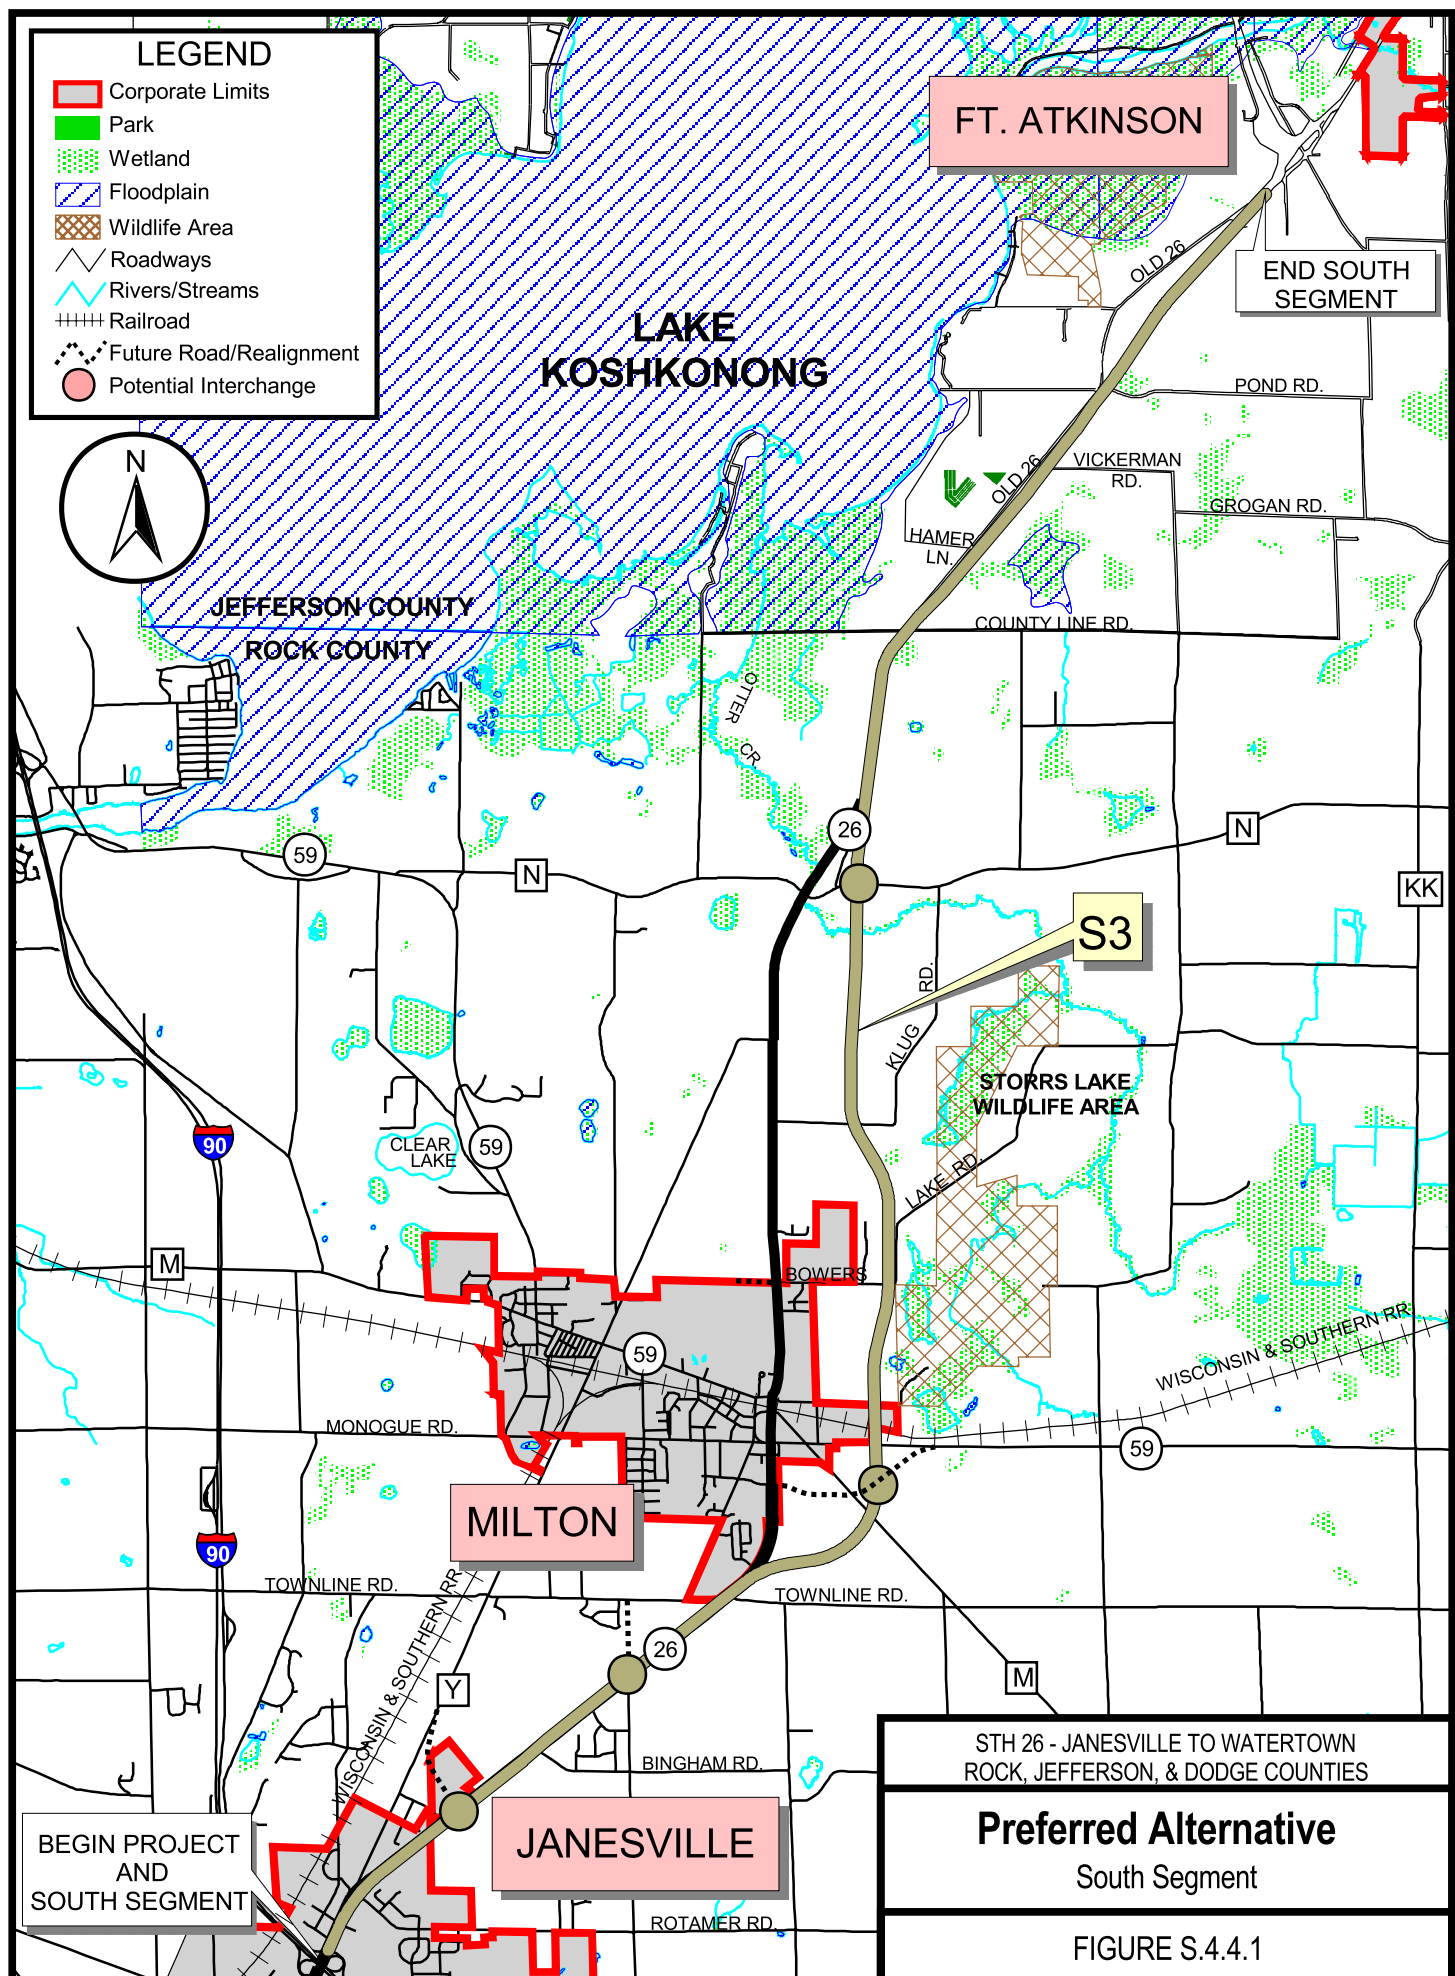 LEGEND
Corporate Limits
Park
Wetland
Floodplain
Wildlife Area
Roadways
Rivers/Streams
Railroad
Future Road/Realignment
Potential Interchange
N
FT. ATKINSON
OLD 26
END SOUTH
SEGMENT
LAKE
KOSHKONONG
POND RD.
VICKERMAN
RD.
OLD 26
GROGAN RD.
HAMER
LN.
JEFFERSON COUNTY
ROCK COUNTY
COUNTY LINE RD.
OTTER
CR
26
N
59
N
KK
S3
KLUG
RD.
STORRS LAKE
WILDLIFE AREA
90
CLEAR
LAKE
59
LAKE RD.
M
BOWERS
59
WISCONSIN & SOUTHERN RR
MONOGUE RD.
59
MILTON
90
TOWNLINE RD.
TOWNLINE RD.
WISCONSIN & SOUTHERN RR
26
Y
M
BINGHAM RD.
JANESVILLE
BEGIN PROJECT
AND
SOUTH SEGMENT
ROTAMER RD.
STH 26 - JANESVILLE TO WATERTOWN
ROCK, JEFFERSON, & DODGE COUNTIES
Preferred Alternative
South Segment
FIGURE S.4.4.1